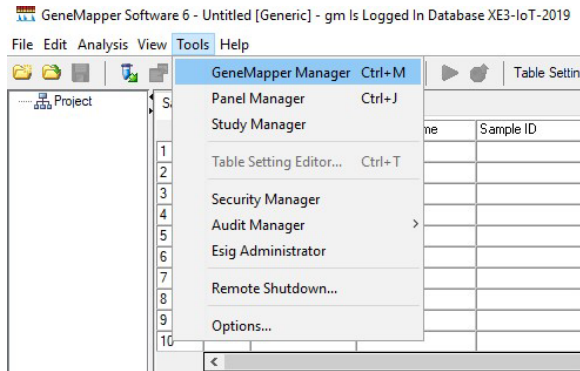 GeneMapper Software 6 - Untitled [Generic] - gm Is Logged In Database XE3-IoT-2019
File Edit Analysis View Tools Help
Table Settin
GeneMapper Manager Ctrl+M
Project
Panel Manager Ctrl+J
Study Manager
me Sample ID
1
Table Setting Editor... Ctrl+T
2
3
Security Manager
4
Audit Manager
5
Esig Administrator
6
7
Remote Shutdown...
8
9
Options...
10